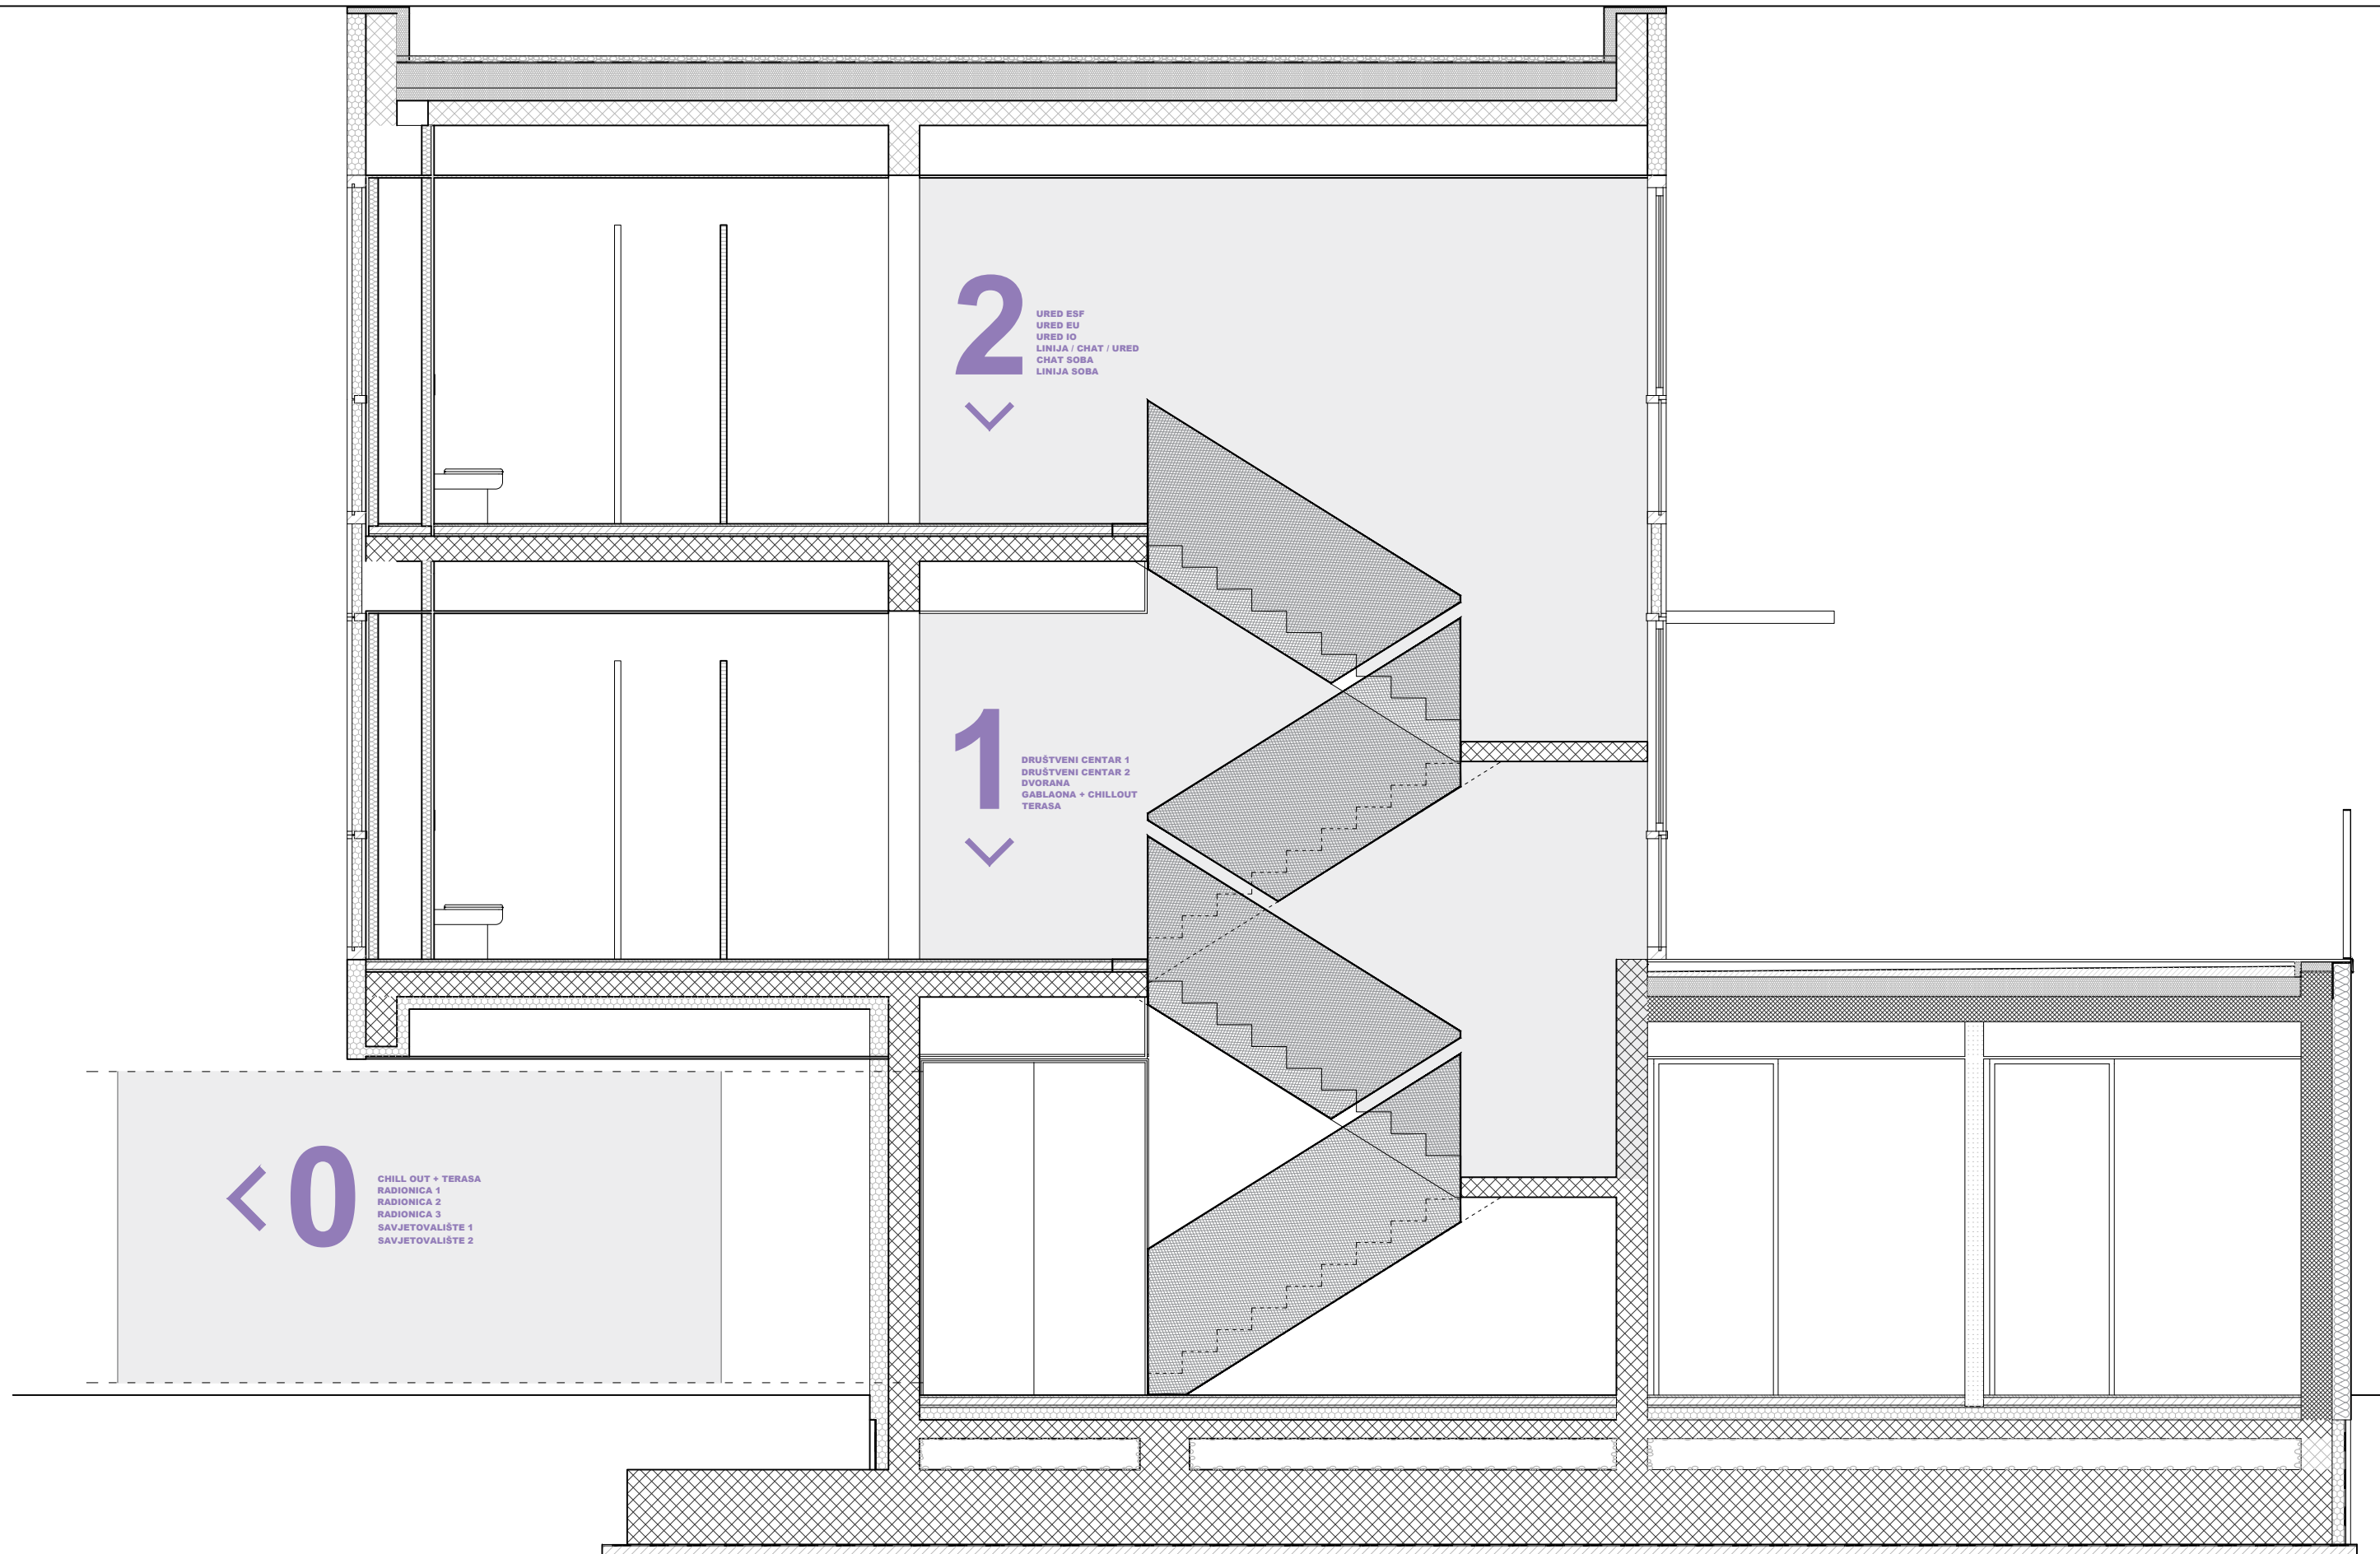 2
URED ESF
URED EU
URED IO
LINIJA / CHAT / URED
CHAT SOBA
LINIJA SOBA
1
DRUŠTVENI CENTAR 1
DRUŠTVENI CENTAR 2
DVORANA
GABLAONA + CHILLOUT
TERASA
0
CHILL OUT + TERASA
RADIONICA 1
RADIONICA 2
RADIONICA 3
SAVJETOVALIŠTE 1
SAVJETOVALIŠTE 2